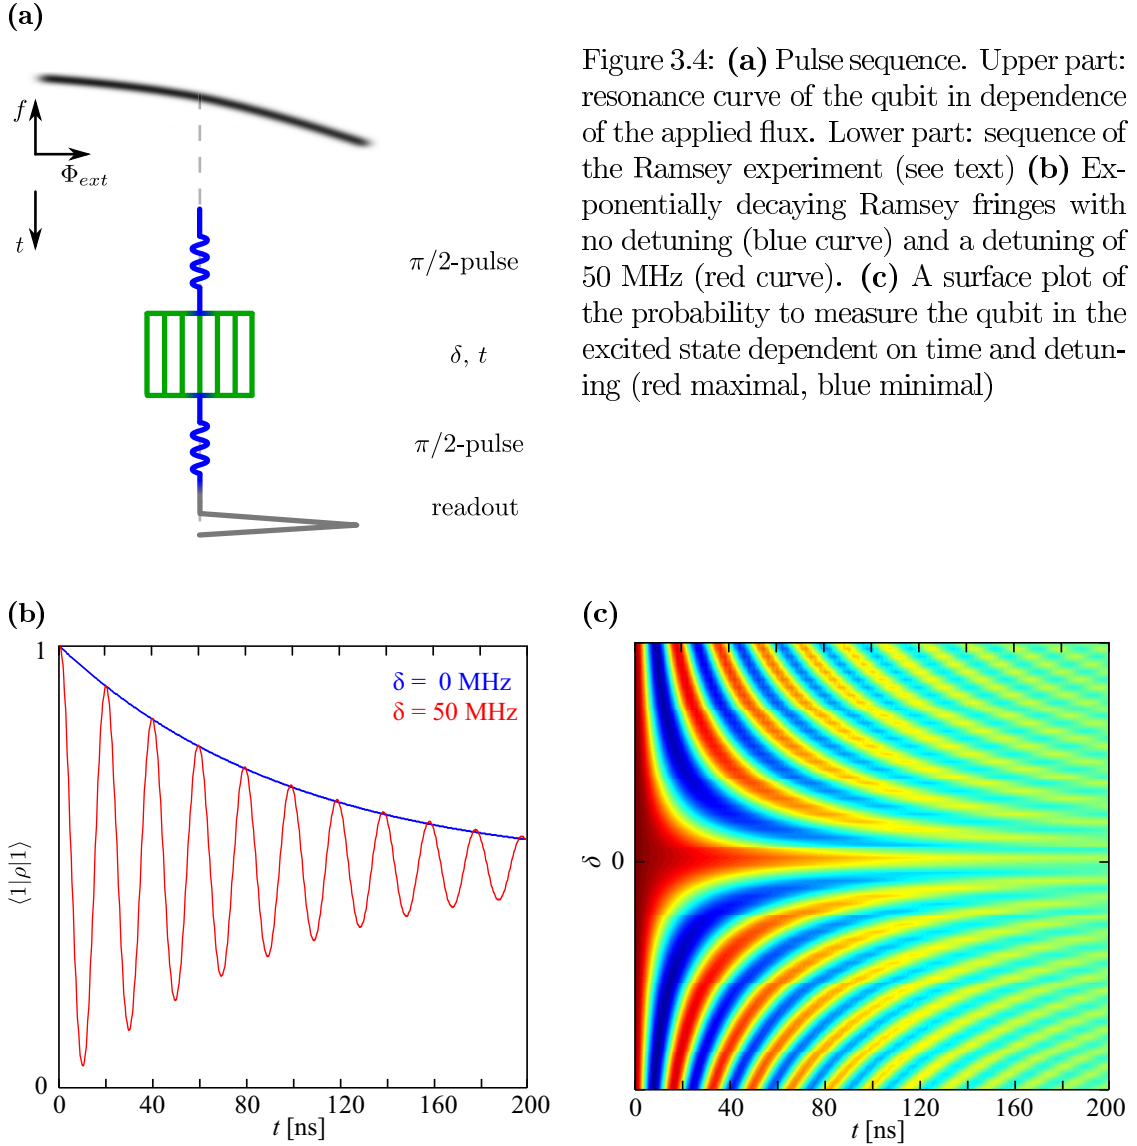 (a)
f
Φext
t
π/2-pulse
δ, t
π/2-pulse
readout
Figure 3.4: (a) Pulse sequence. Upper part:
resonance curve of the qubit in dependence
of the applied flux. Lower part: sequence of
the Ramsey experiment (see text) (b) Ex-
ponentially decaying Ramsey fringes with
no detuning (blue curve) and a detuning of
50 MHz (red curve). (c) A surface plot of
the probability to measure the qubit in the
excited state dependent on time and detun-
ing (red maximal, blue minimal)
(b)
1
δ = 0 MHz
δ = 50 MHz
⟨1|ρ|1⟩
0
0 40 80 120 160 200
t [ns]
(c)
δ
0
0 40 80 120 160 200
t [ns]